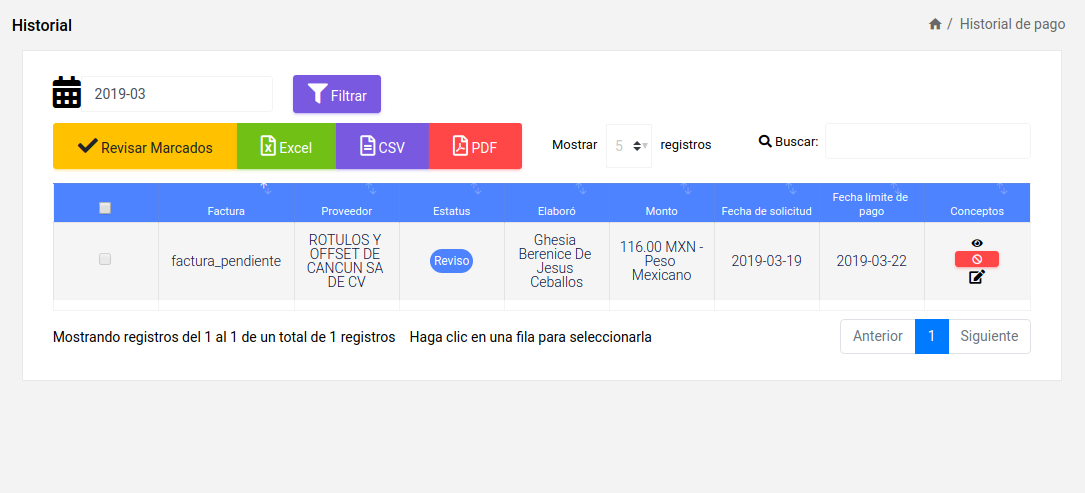 Historial
/ Historial de pago
2019-03
Filtrar
Revisar Marcados
Excel
CSV
PDF
Mostrar 5 registros
Buscar:
Factura
Proveedor
Estatus
Elaboró
Monto
Fecha de solicitud
Fecha límite de
pago
Conceptos
factura_pendiente
ROTULOS Y
OFFSET DE
CANCUN SA
DE CV
Reviso
Ghesia
Berenice De
Jesus
Ceballos
116.00 MXN -
Peso
Mexicano
2019-03-19
2019-03-22
Mostrando registros del 1 al 1 de un total de 1 registros
Haga clic en una fila para seleccionarla
Anterior
1
Siguiente